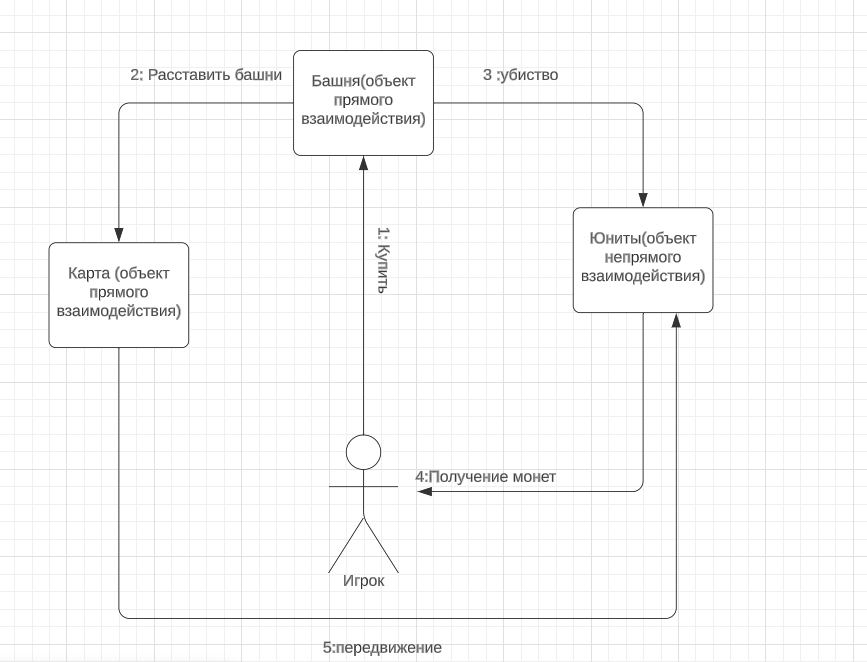 2: Расставить башни
Башня(объект
прямого
взаимодействия)
3 :убиство
1: Купить
Юниты(объект
непрямого
взаимодействия)
Карта (объект
прямого
взаимодействия)
4:Получение монет
Игрок
5:передвижение